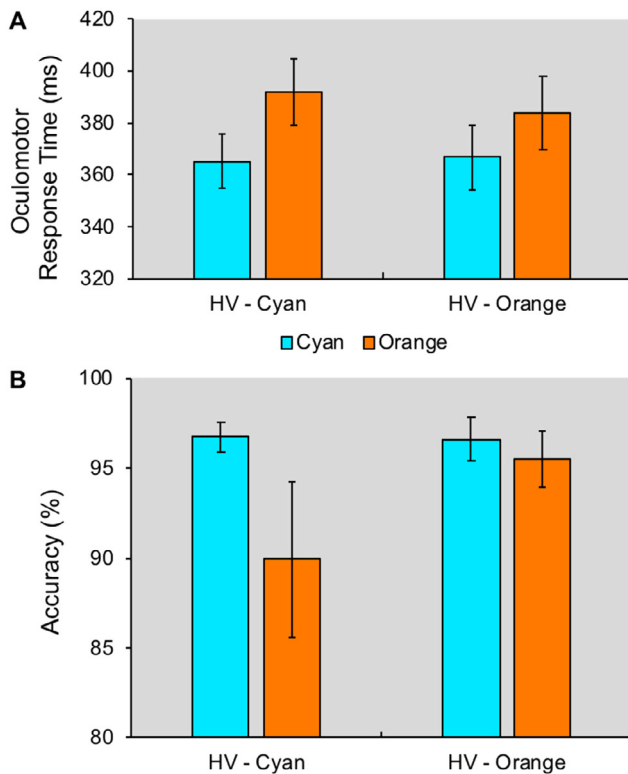 A
Oculomotor
Response Time (ms)
420
400
380
360
340
320
HV - Cyan
HV - Orange
Cyan
Orange
B
Accuracy (%)
100
95
90
85
80
HV - Cyan
HV - Orange